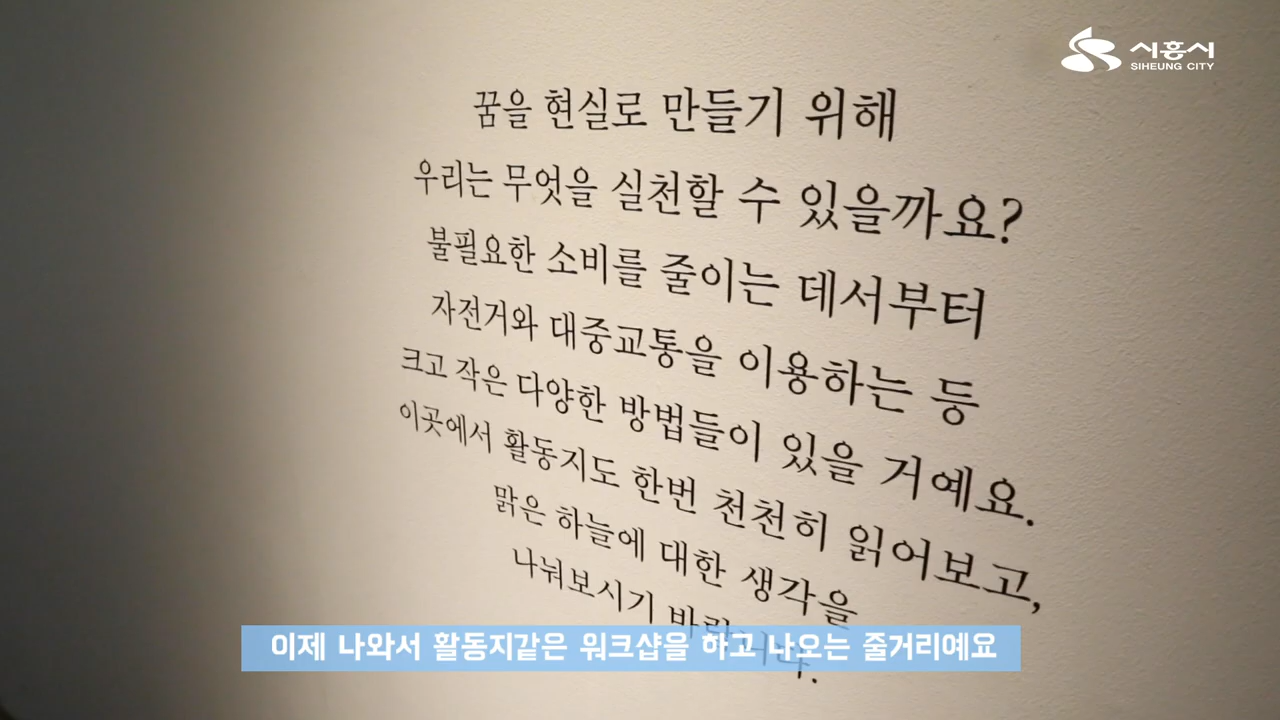 시흥시
SIHEUNG CITY
꿈을 현실로 만들기 위해
우리는 무엇을 실천할 수 있을까요?
불필요한 소비를 줄이는 데서부터
자전거와 대중교통을 이용하는 등
크고 작은 다양한 방법들이 있을 거예요.
이곳에서 활동지도 한번 천천히 읽어보고,
맑은 하늘에 대한 생각을
나눠보시기
이제 나와서 활동지같은 워크샵을 하고 나오는 줄거리예요